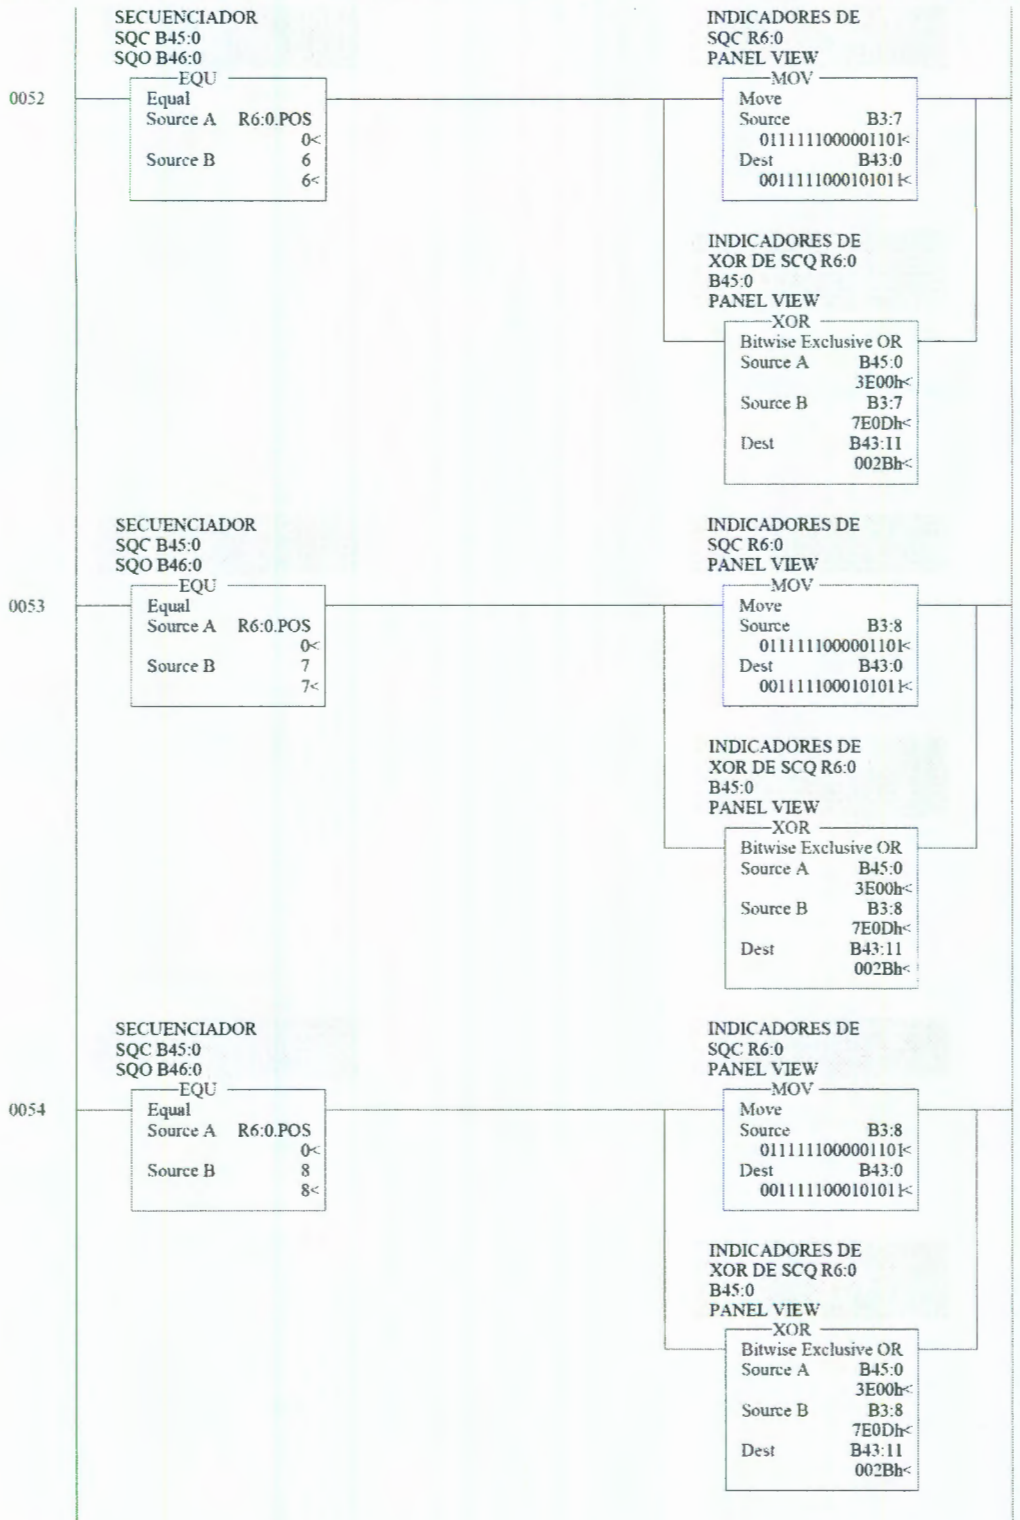 SECUENCIADOR
SQC B45:0
SQO B46:0
EQU
0052
Equal
Source A R6:0.POS
0<
Source B 6
6<
INDICADORES DE
SQC R6:0
PANEL VIEW
MOV
Move
Source B3:7
0111111000001101<
Dest B43:0
0011111000101011<
INDICADORES DE
XOR DE SCQ R6:0
B45:0
PANEL VIEW
XOR
Bitwise Exclusive OR
Source A B45:0
3E00h<
Source B B3:7
7E0Dh<
Dest B43:11
002Bh<
SECUENCIADOR
SQC B45:0
SQO B46:0
EQU
0053
Equal
Source A R6:0.POS
0<
Source B 7
7<
INDICADORES DE
SQC R6:0
PANEL VIEW
MOV
Move
Source B3:8
0111111000001101<
Dest B43:0
0011111000101011<
INDICADORES DE
XOR DE SCQ R6:0
B45:0
PANEL VIEW
XOR
Bitwise Exclusive OR
Source A B45:0
3E00h<
Source B B3:8
7E0Dh<
Dest B43:11
002Bh<
SECUENCIADOR
SQC B45:0
SQO B46:0
EQU
0054
Equal
Source A R6:0.POS
0<
Source B 8
8<
INDICADORES DE
SQC R6:0
PANEL VIEW
MOV
Move
Source B3:8
0111111000001101<
Dest B43:0
0011111000101011<
INDICADORES DE
XOR DE SCQ R6:0
B45:0
PANEL VIEW
XOR
Bitwise Exclusive OR
Source A B45:0
3E00h<
Source B B3:8
7E0Dh<
Dest B43:11
002Bh<